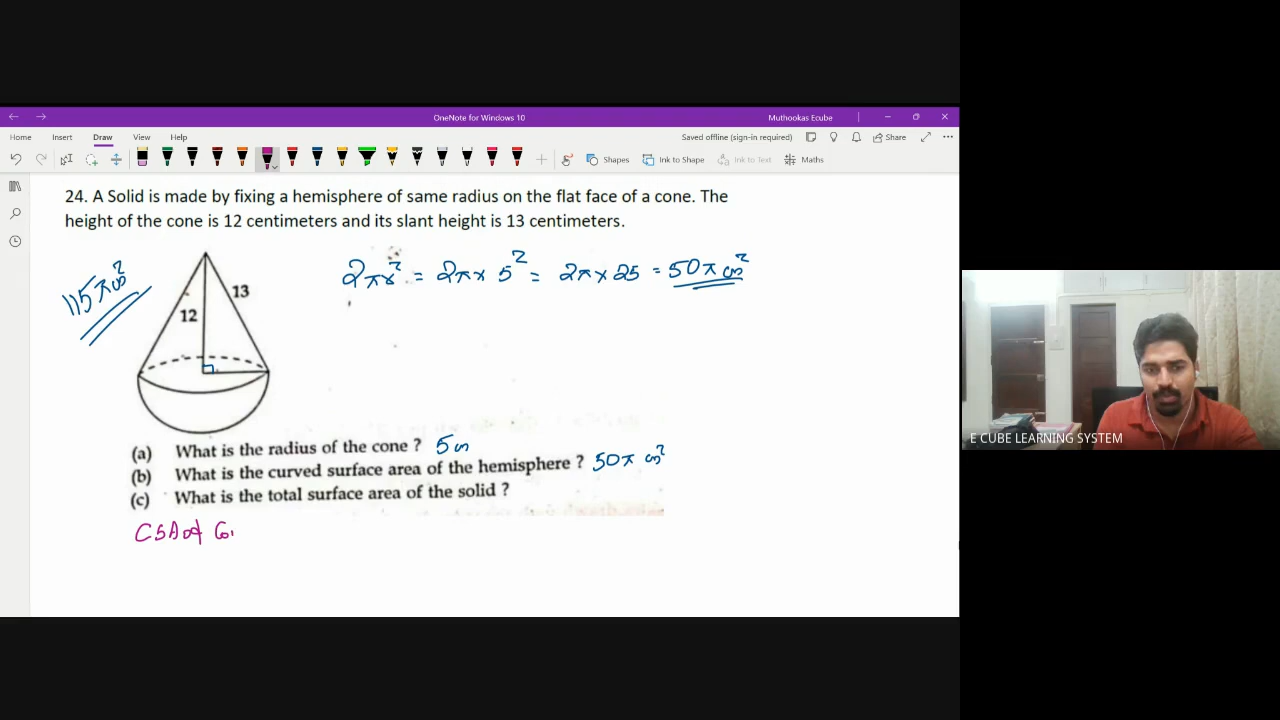 OneNote for Windows 10
Muthookas Ecube
Home Insert Draw View Help
Saved offline (sign-in required) Share
Shapes Ink to Shape Ink to Text Maths
24. A Solid is made by fixing a hemisphere of same radius on the flat face of a cone. The
height of the cone is 12 centimeters and its slant height is 13 centimeters.
2πr² = 2π× 5² = 2π×25 = 50π cm²
115π cm²
13
12
(a) What is the radius of the cone ? 5cm
(b) What is the curved surface area of the hemisphere ? 50π cm²
(c) What is the total surface area of the solid ?
CSA of Co
E CUBE LEARNING SYSTEM